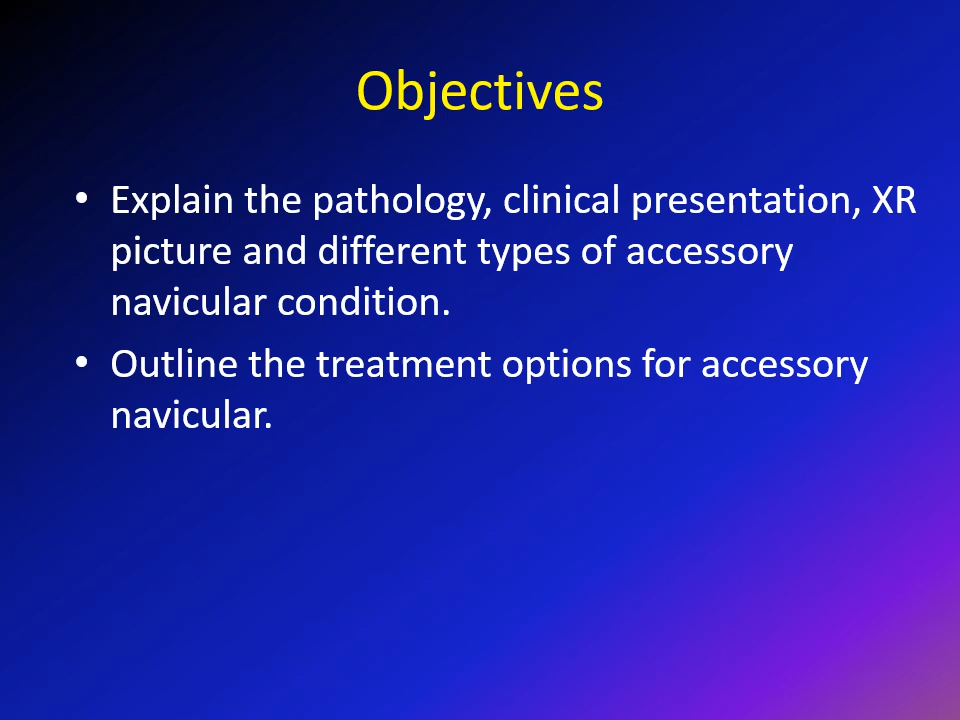 Objectives
• Explain the pathology, clinical presentation, XR
picture and different types of accessory
navicular condition.
• Outline the treatment options for accessory
navicular.